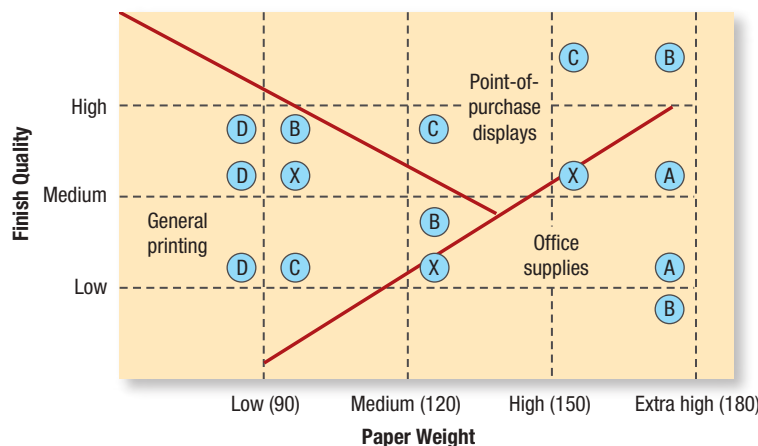 C B
Point-of-
purchase
displays
High
D B C
D X X A
Medium
General
printing
B
Office
supplies
D C X A
Low
B
Finish Quality
Low (90) Medium (120) High (150) Extra high (180)
Paper Weight